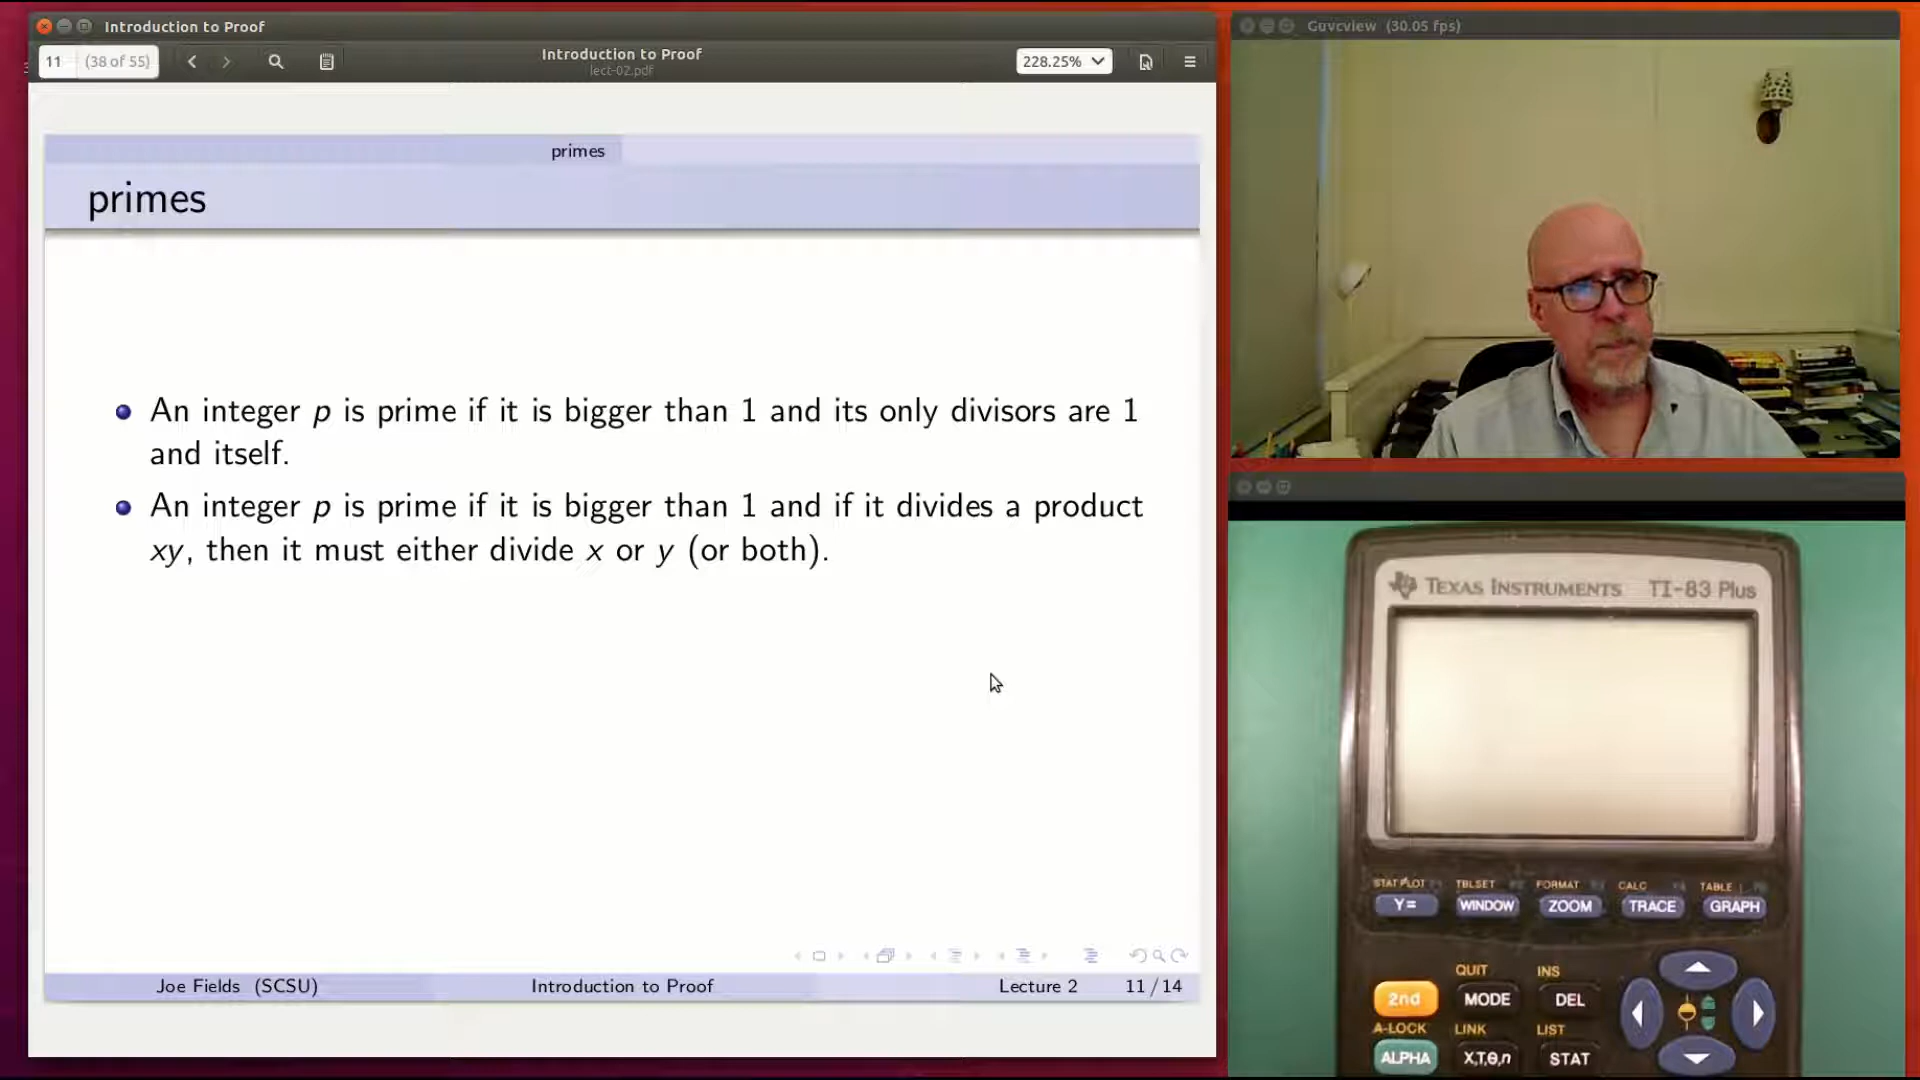 Introduction to Proof
11 (38 of 55)
Introduction to Proof
lect-02.pdf
228.25%
primes
primes
An integer p is prime if it is bigger than 1 and its only divisors are 1
and itself.
An integer p is prime if it is bigger than 1 and if it divides a product
xy, then it must either divide x or y (or both).
Joe Fields (SCSU)
Introduction to Proof
Lecture 2
11 / 14
Guvcview (30.05 fps)
TEXAS INSTRUMENTS TI-83 Plus
STAT PLOT F1 TBLSET F2 FORMAT F3 CALC F4 TABLE F5
Y= WINDOW ZOOM TRACE GRAPH
QUIT INS
2nd MODE DEL
A-LOCK LINK LIST
ALPHA X,T,θ,n STAT